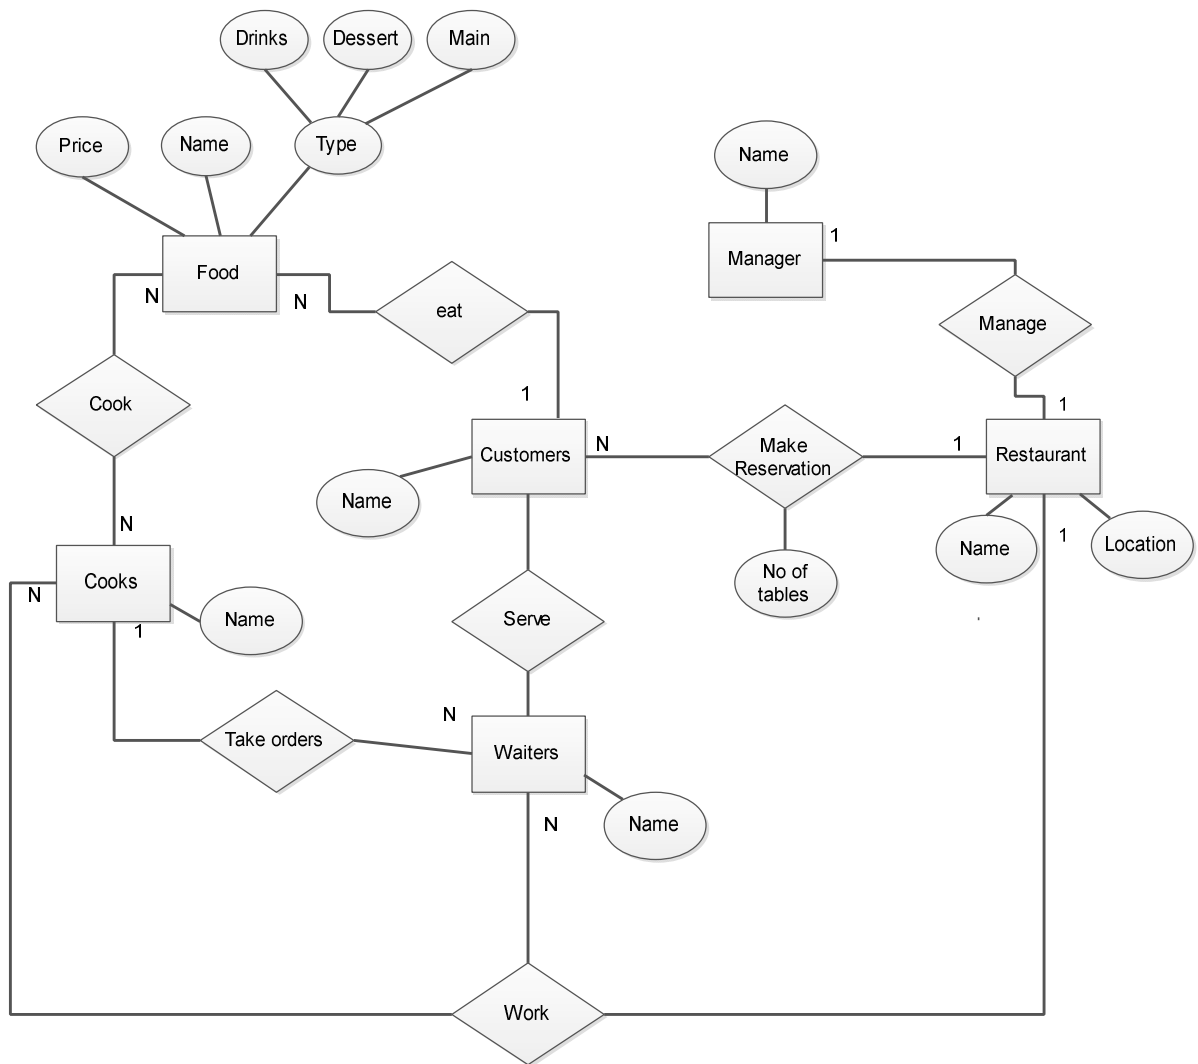 Drinks
Dessert
Main
Price
Name
Type
Name
Food
N
N
eat
Manager
1
Manage
Cook
1
1
Customers
N
Make
Reservation
1
Restaurant
Name
N
Cooks
N
1
Name
Name
Location
1
No of
tables
Serve
N
Take orders
Waiters
N
Name
Work